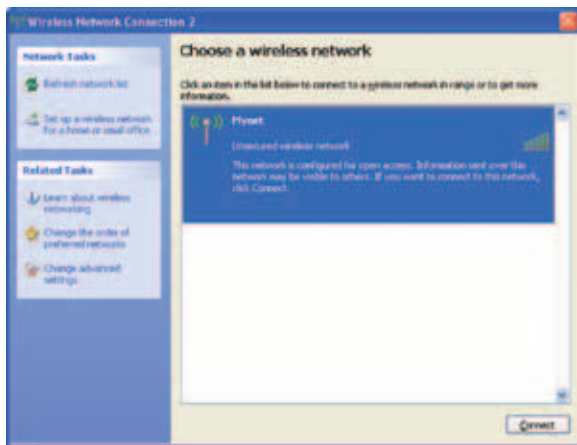 Wireless Network Connection 2
Network Tasks
Refresh network list
Set up a wireless network
for a home or small office
Related Tasks
Learn about wireless
networking
Change the order of
preferred networks
Change advanced
settings
Choose a wireless network
Click an item in the list below to connect to a wireless network in range or to get more
information.
Mynet
Unsecured wireless network
This network is configured for open access. Information sent over this
network may be visible to others. If you want to connect to this network,
click Connect.
Connect